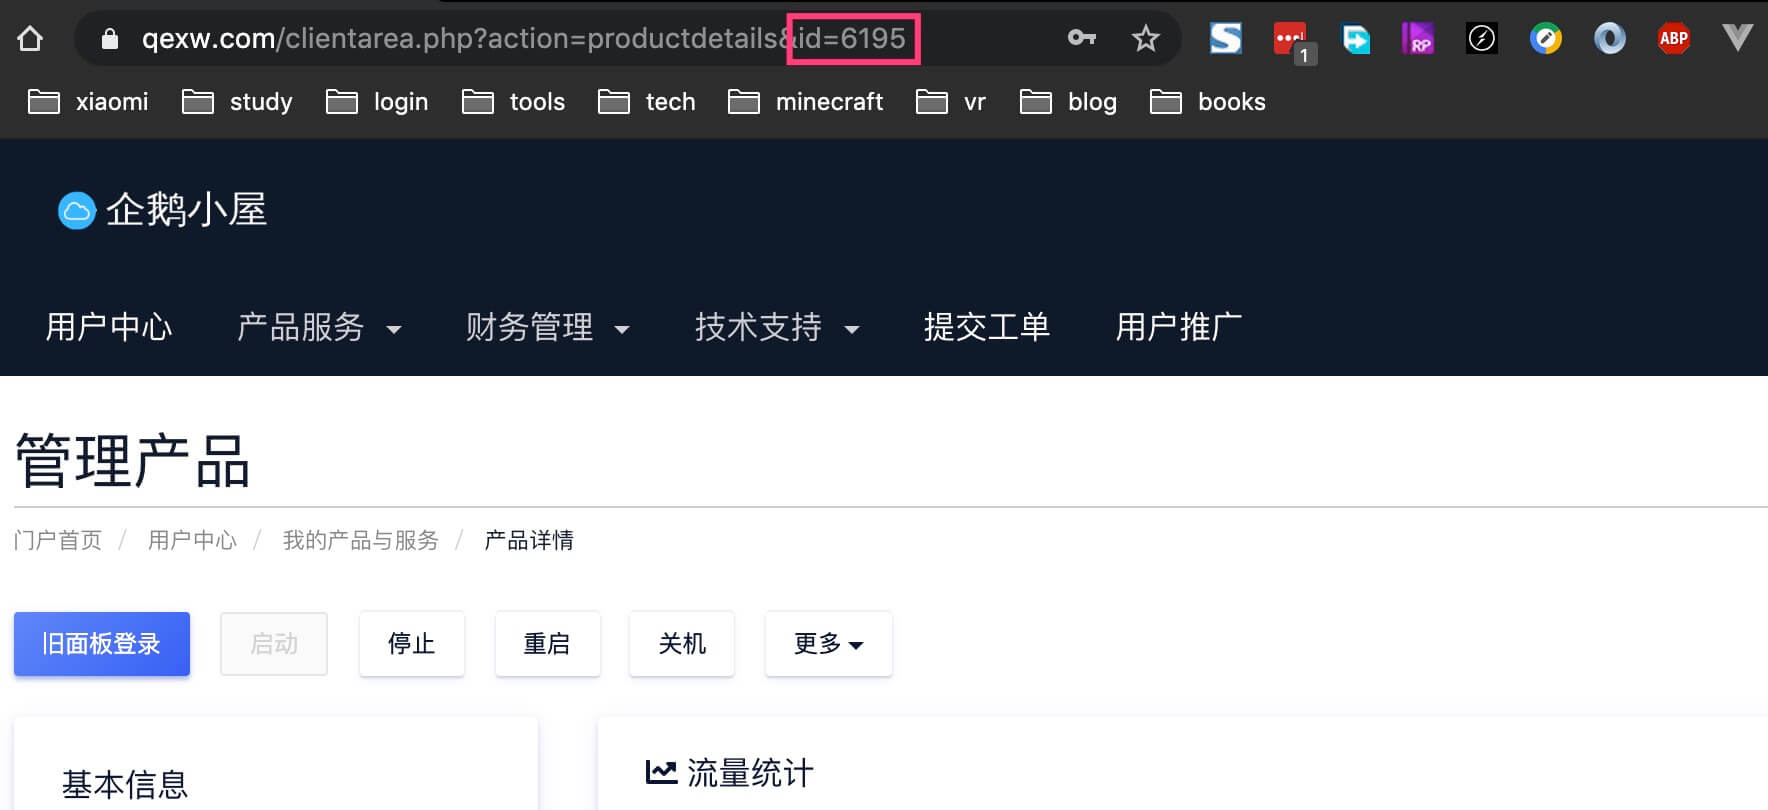 qexw.com/clientarea.php?action=productdetails&id=6195
S
1
RP
ABP
xiaomi study login tools tech minecraft vr blog books
企鹅小屋
用户中心 产品服务 财务管理 技术支持 提交工单 用户推广
管理产品
门户首页 / 用户中心 / 我的产品与服务 / 产品详情
旧面板登录 启动 停止 重启 关机 更多
基本信息 流量统计